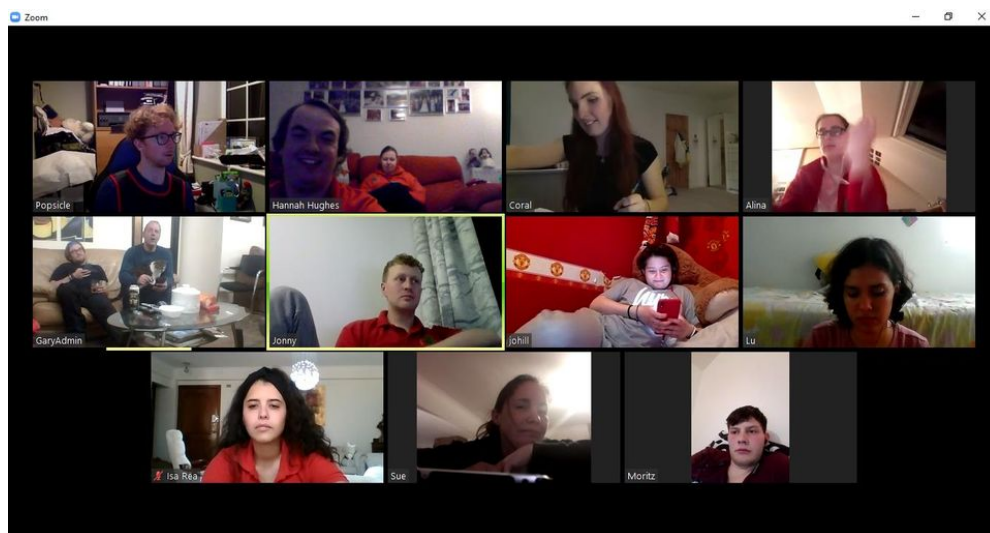 Zoom
Popsicle
Hannah Hughes
Coral
Alina
GaryAdmin
Jonny
johill
Lu
Isa Rea
Sue
Moritz